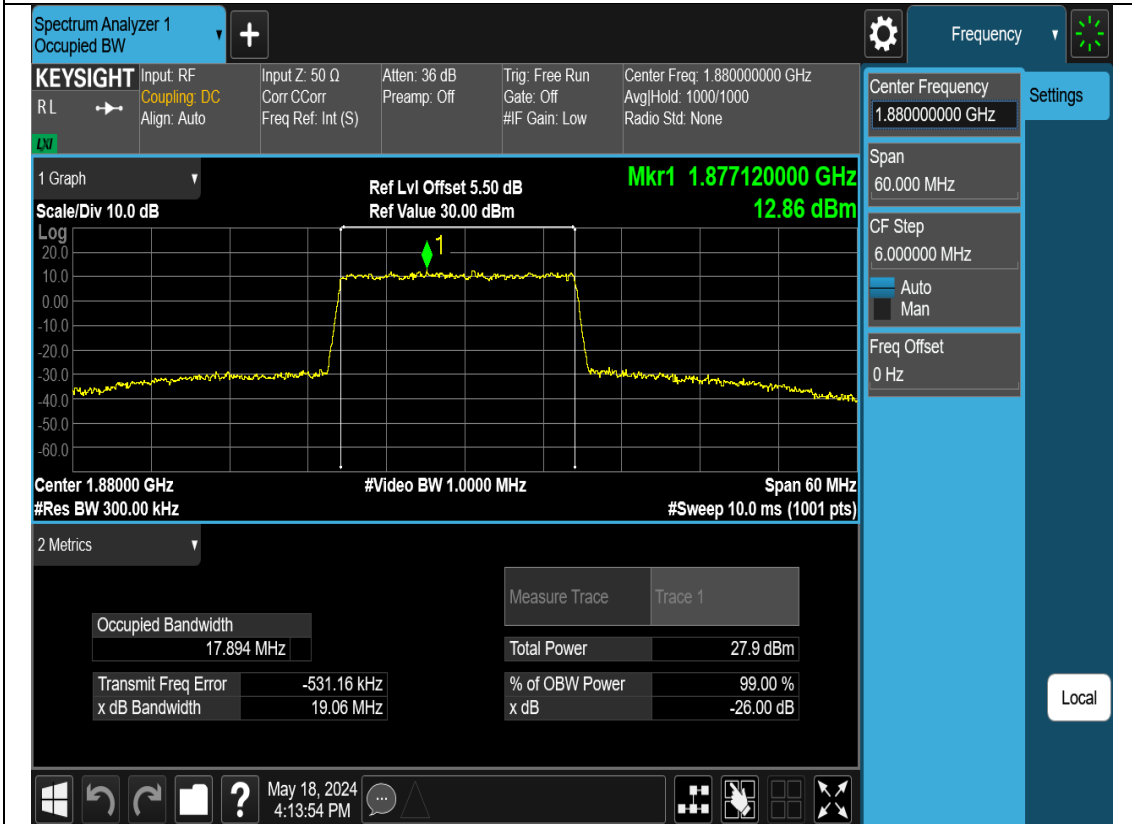 Spectrum Analyzer 1
Occupied BW
+
Frequency
KEYSIGHT
RL
LXI
Input: RF
Coupling: DC
Align: Auto
Input Z: 50 Ω
Corr CCorr
Freq Ref: Int (S)
Atten: 36 dB
Preamp: Off
Trig: Free Run
Gate: Off
#IF Gain: Low
Center Freq: 1.880000000 GHz
Avg|Hold: 1000/1000
Radio Std: None
Center Frequency
1.880000000 GHz
Settings
Span
60.000 MHz
CF Step
6.000000 MHz
Auto
Man
Freq Offset
0 Hz
Local
1 Graph
Scale/Div 10.0 dB
Ref Lvl Offset 5.50 dB
Ref Value 30.00 dBm
Mkr1 1.877120000 GHz
12.86 dBm
Log
20.0
10.0
0.00
-10.0
-20.0
-30.0
-40.0
-50.0
-60.0
1
Center 1.88000 GHz
#Video BW 1.0000 MHz
Span 60 MHz
#Res BW 300.00 kHz
#Sweep 10.0 ms (1001 pts)
2 Metrics
Measure Trace Trace 1
Occupied Bandwidth
17.894 MHz
Total Power 27.9 dBm
Transmit Freq Error -531.16 kHz
% of OBW Power 99.00 %
x dB Bandwidth 19.06 MHz
x dB -26.00 dB
?
May 18, 2024
4:13:54 PM